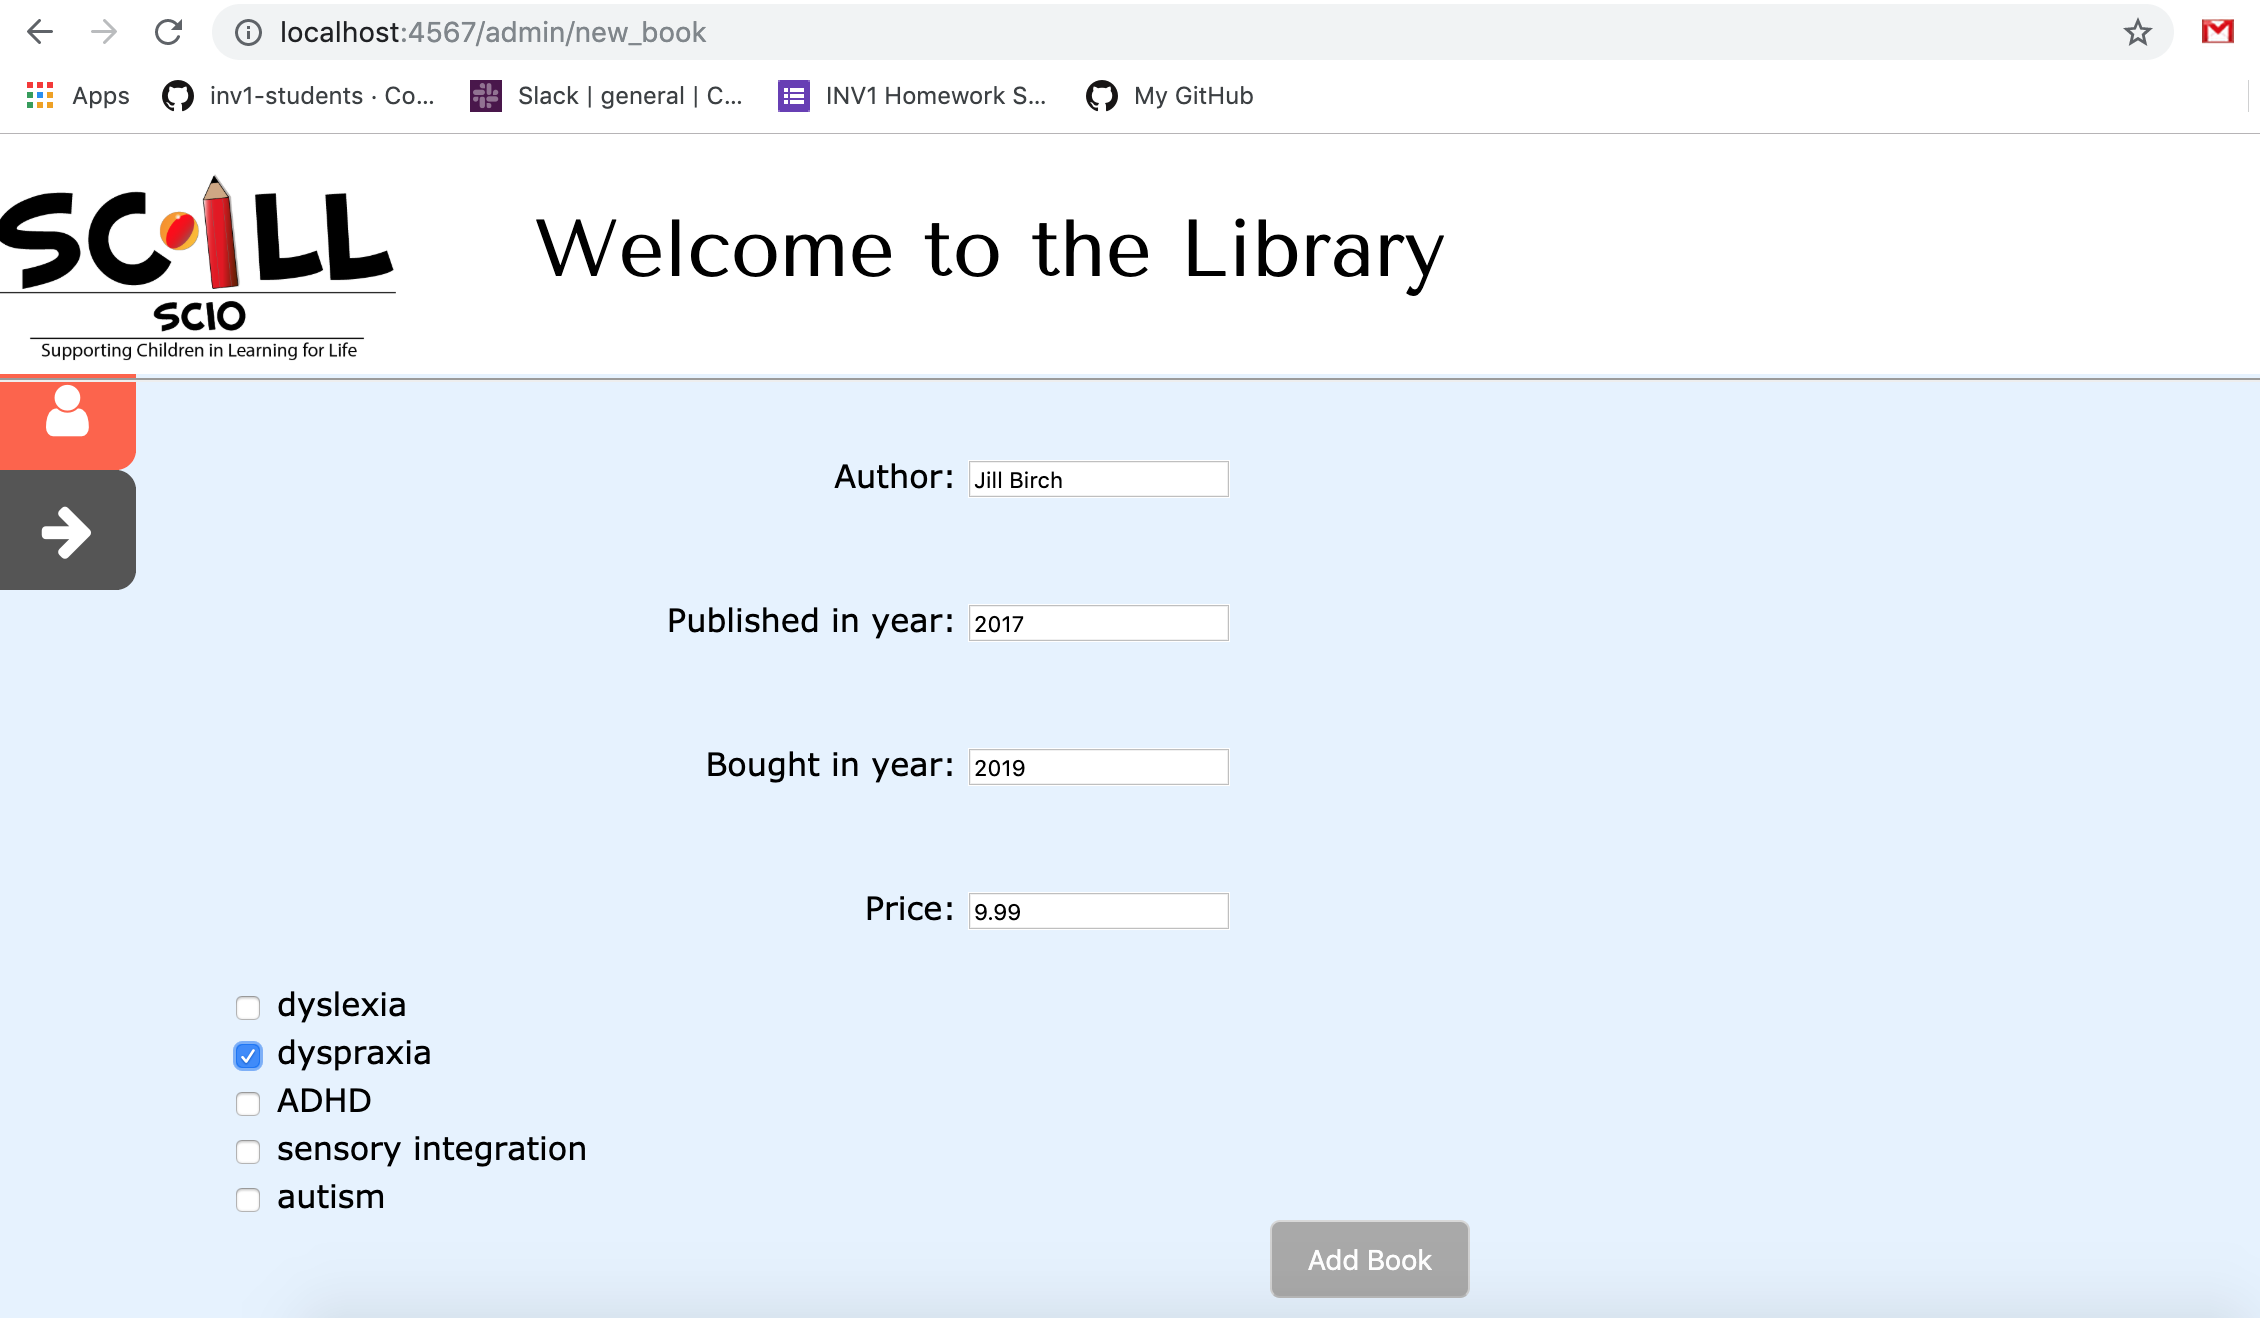 localhost:4567/admin/new_book
Apps inv1-students · Co... Slack | general | C... INV1 Homework S... My GitHub
SCILL
SCIO
Supporting Children in Learning for Life
Welcome to the Library
Author: Jill Birch
Published in year: 2017
Bought in year: 2019
Price: 9.99
dyslexia
dyspraxia
ADHD
sensory integration
autism
Add Book